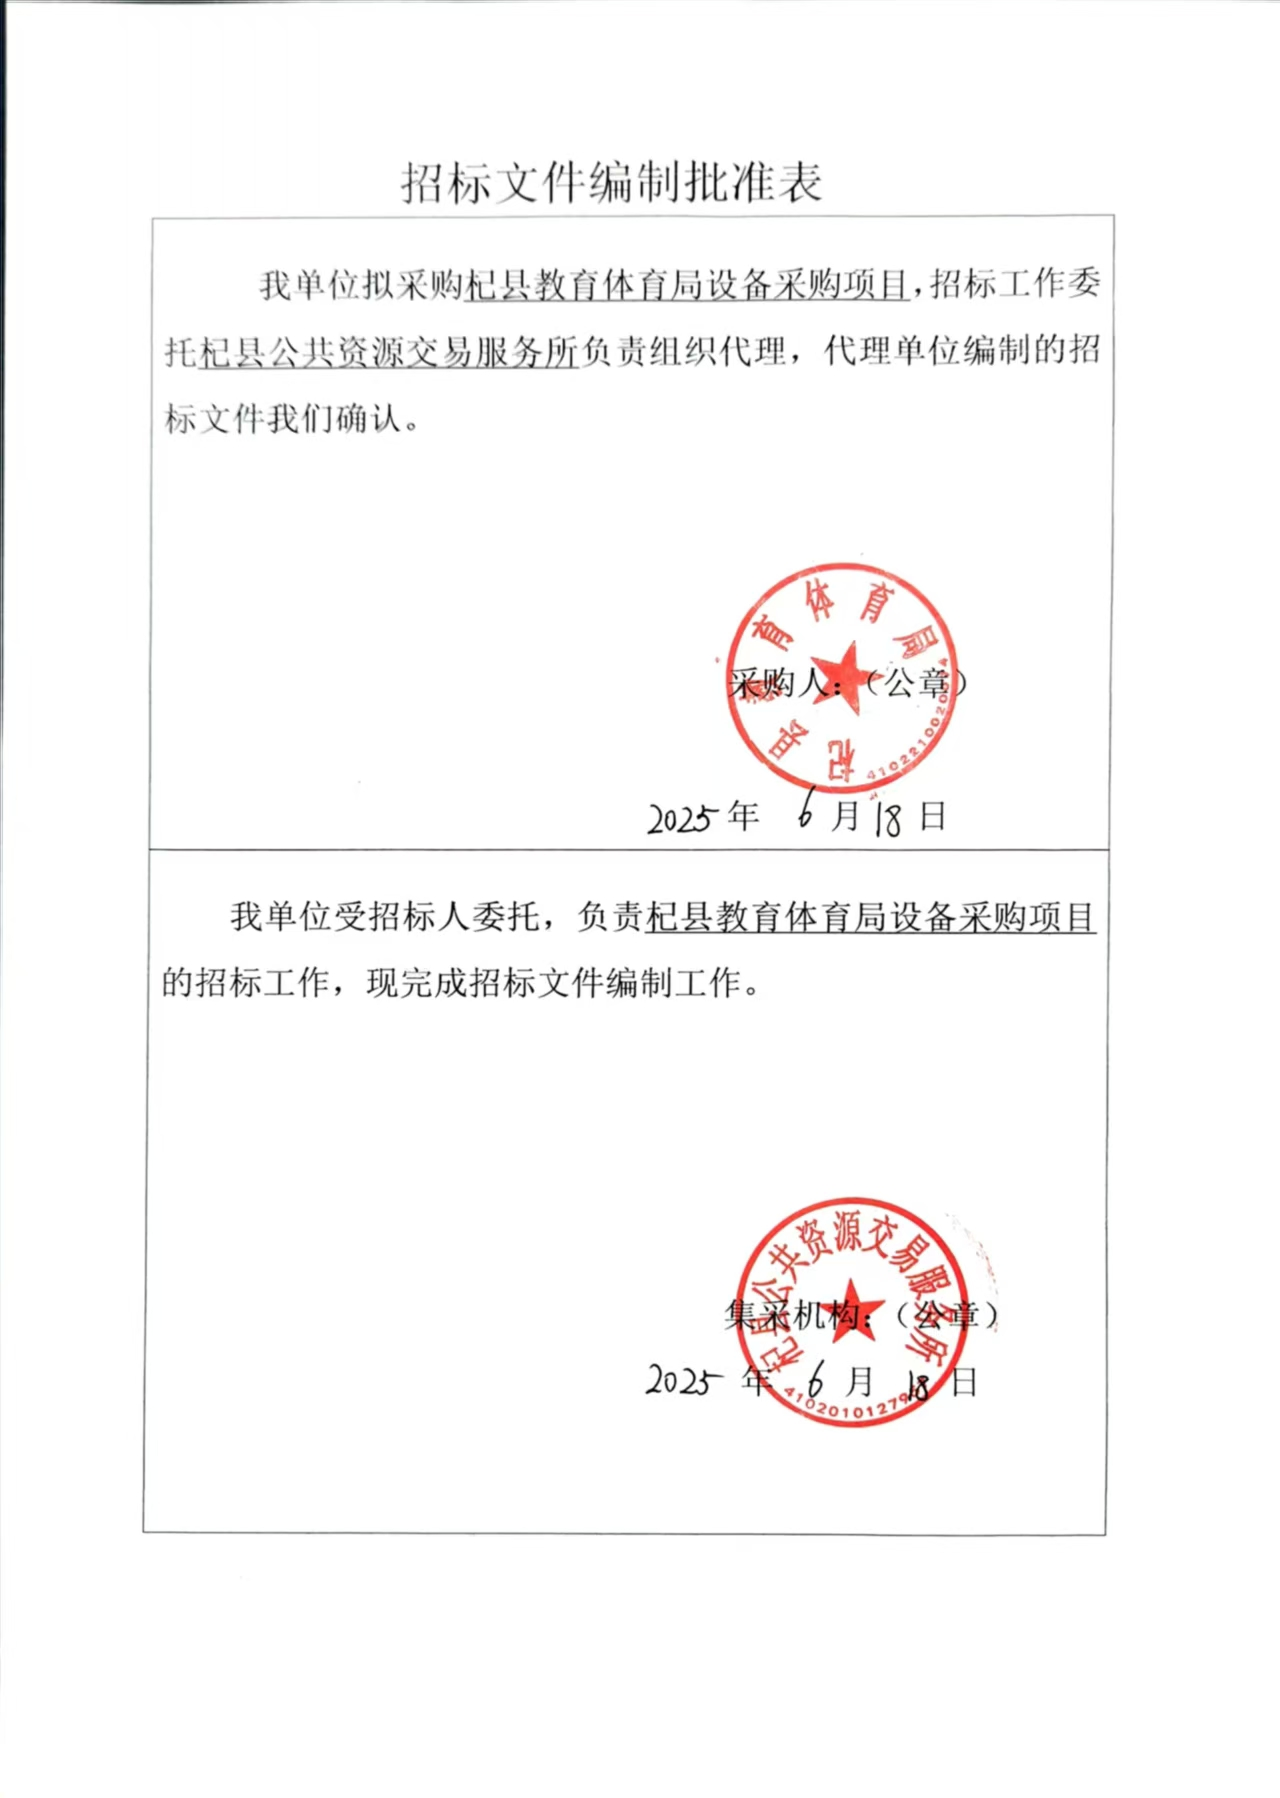 招标文件编制批准表
我单位拟采购杞县教育体育局设备采购项目,招标工作委
托杞县公共资源交易服务所负责组织代理，代理单位编制的招
标文件我们确认。
杞县教育体育局
采购人：（公章）
2025年 6月18日
我单位受招标人委托，负责杞县教育体育局设备采购项目
的招标工作，现完成招标文件编制工作。
杞县公共资源交易服务所
集采机构：（公章）
2025 年 6 月 18 日